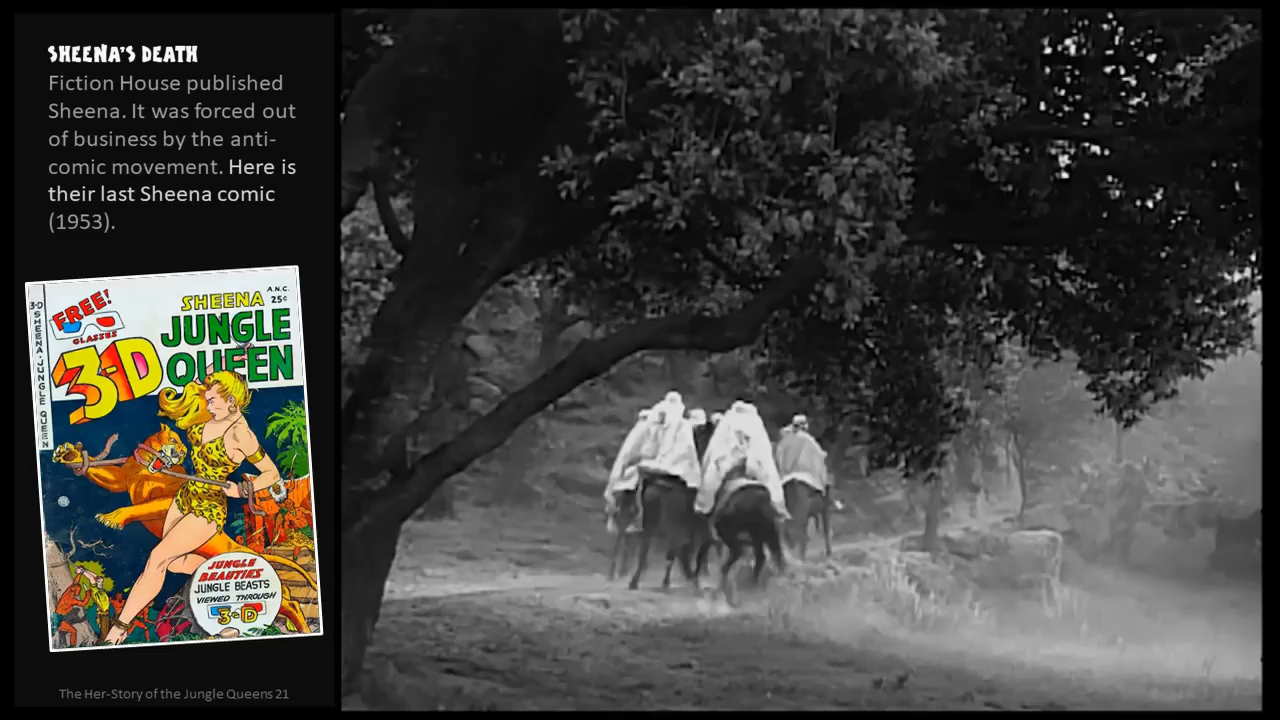 SHEENA'S DEATH
Fiction House published
Sheena. It was forced out
of business by the anti-
comic movement. Here is
their last Sheena comic
(1953).
3-D SHEENA, JUNGLE QUEEN
FREE!
GLASSES
A.N.C.
25¢
SHEENA
JUNGLE
QUEEN
3-D
JUNGLE
BEAUTIES
JUNGLE BEASTS
VIEWED THROUGH
3-D
The Her-Story of the Jungle Queens 21